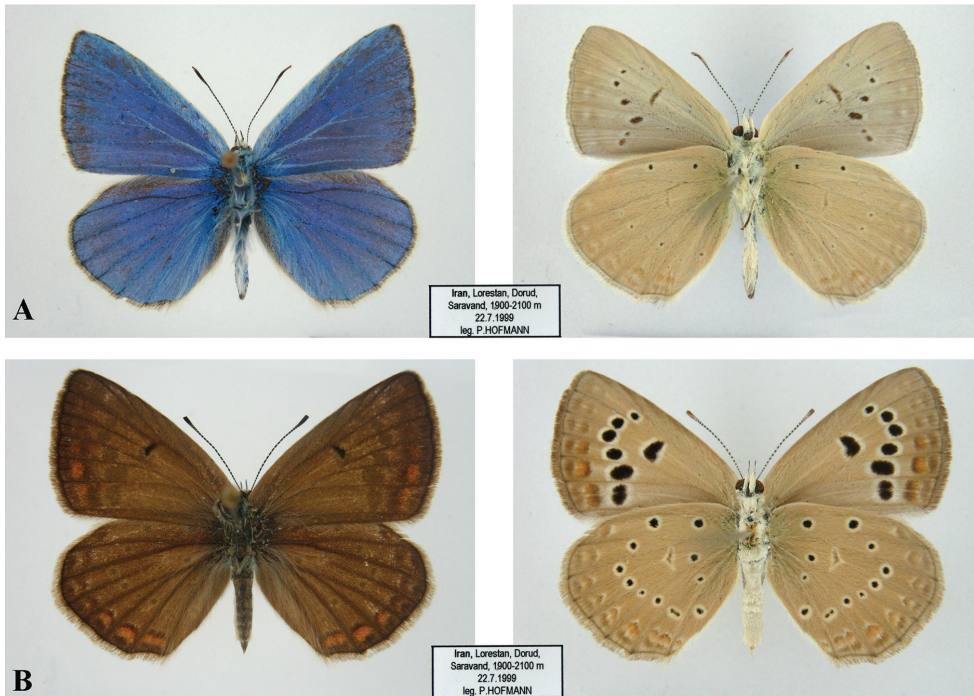 A
Iran, Lorestan, Dorud,
Saravand, 1900-2100 m
22.7.1999
leg. P.HOFMANN
B
Iran, Lorestan, Dorud,
Saravand, 1900-2100 m
22.7.1999
leg. P.HOFMANN